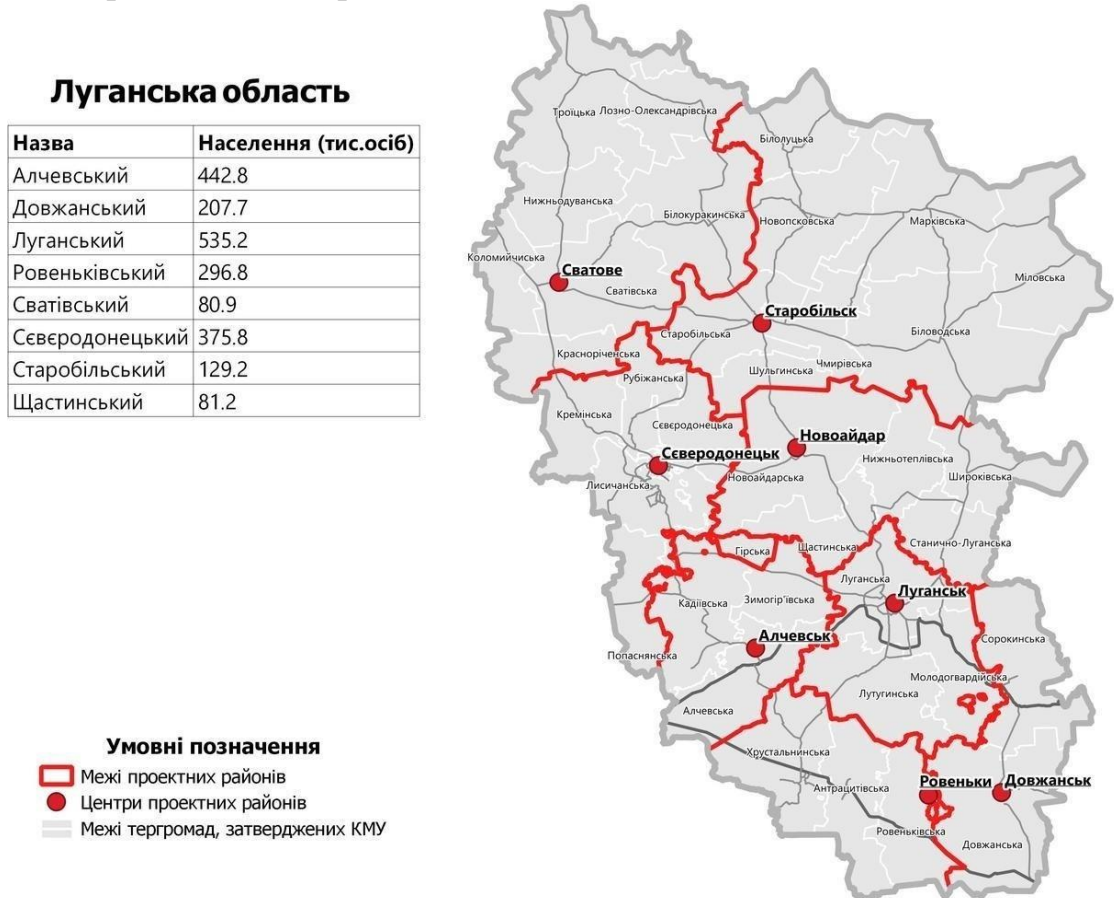 Луганська область
Назва Населення (тис.осіб)
Алчевський 442.8
Довжанський 207.7
Луганський 535.2
Ровеньківський 296.8
Сватівський 80.9
Сєвєродонецький 375.8
Старобільський 129.2
Щастинський 81.2
Троїцька
Лозно-Олександрівська
Білолуцька
Нижньодуванська
Білокуракинська
Новопсковська
Марківська
Коломийчиська
Сватове
Сватівська
Міловська
Старобільск
Старобільська
Біловодська
Красноріченська
Чмирівська
Рубіжанська
Шульгинська
Кремінська
Сєвєродонецька
Новоайдар
Сєверодонецьк
Нижньотеплівська
Новоайдарська
Широківська
Лисичанська
Гірська
Щастинська
Станично-Луганська
Луганська
Луганськ
Кадіївська
Зимогір'ївська
Алчевськ
Сорокинська
Попаснянська
Молодогвардійська
Лутугинська
Алчевська
Хрустальнинська
Антрацитівська
Ровеньки
Довжанськ
Ровеньківська
Довжанська
Умовні позначення
Межі проектних районів
Центри проектних районів
Межі тергромад, затверджених КМУ